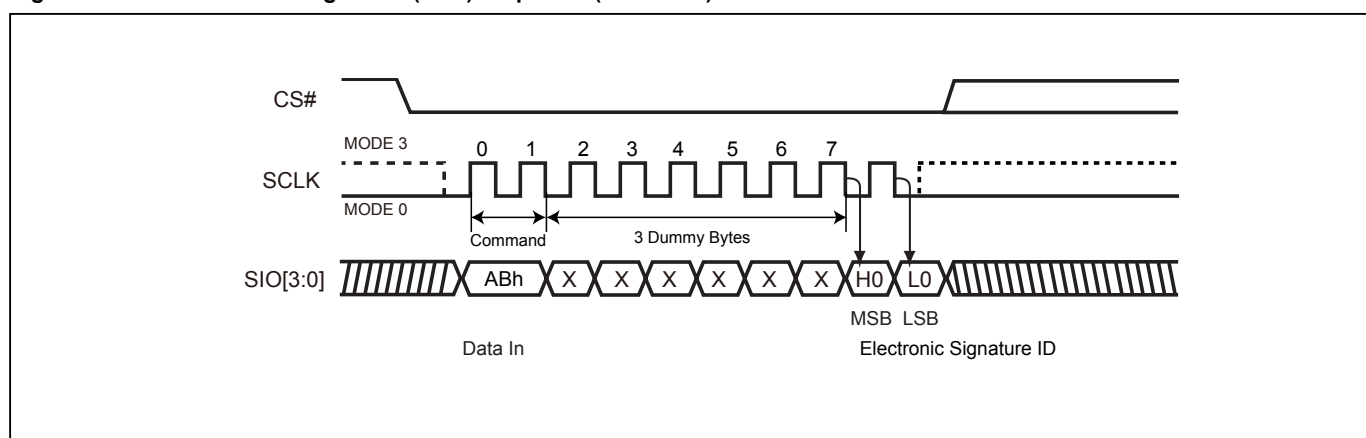 CS#
MODE 3
0 1 2 3 4 5 6 7
SCLK
MODE 0
Command
3 Dummy Bytes
SIO[3:0]
ABh X X X X X X H0 L0
MSB LSB
Data In
Electronic Signature ID